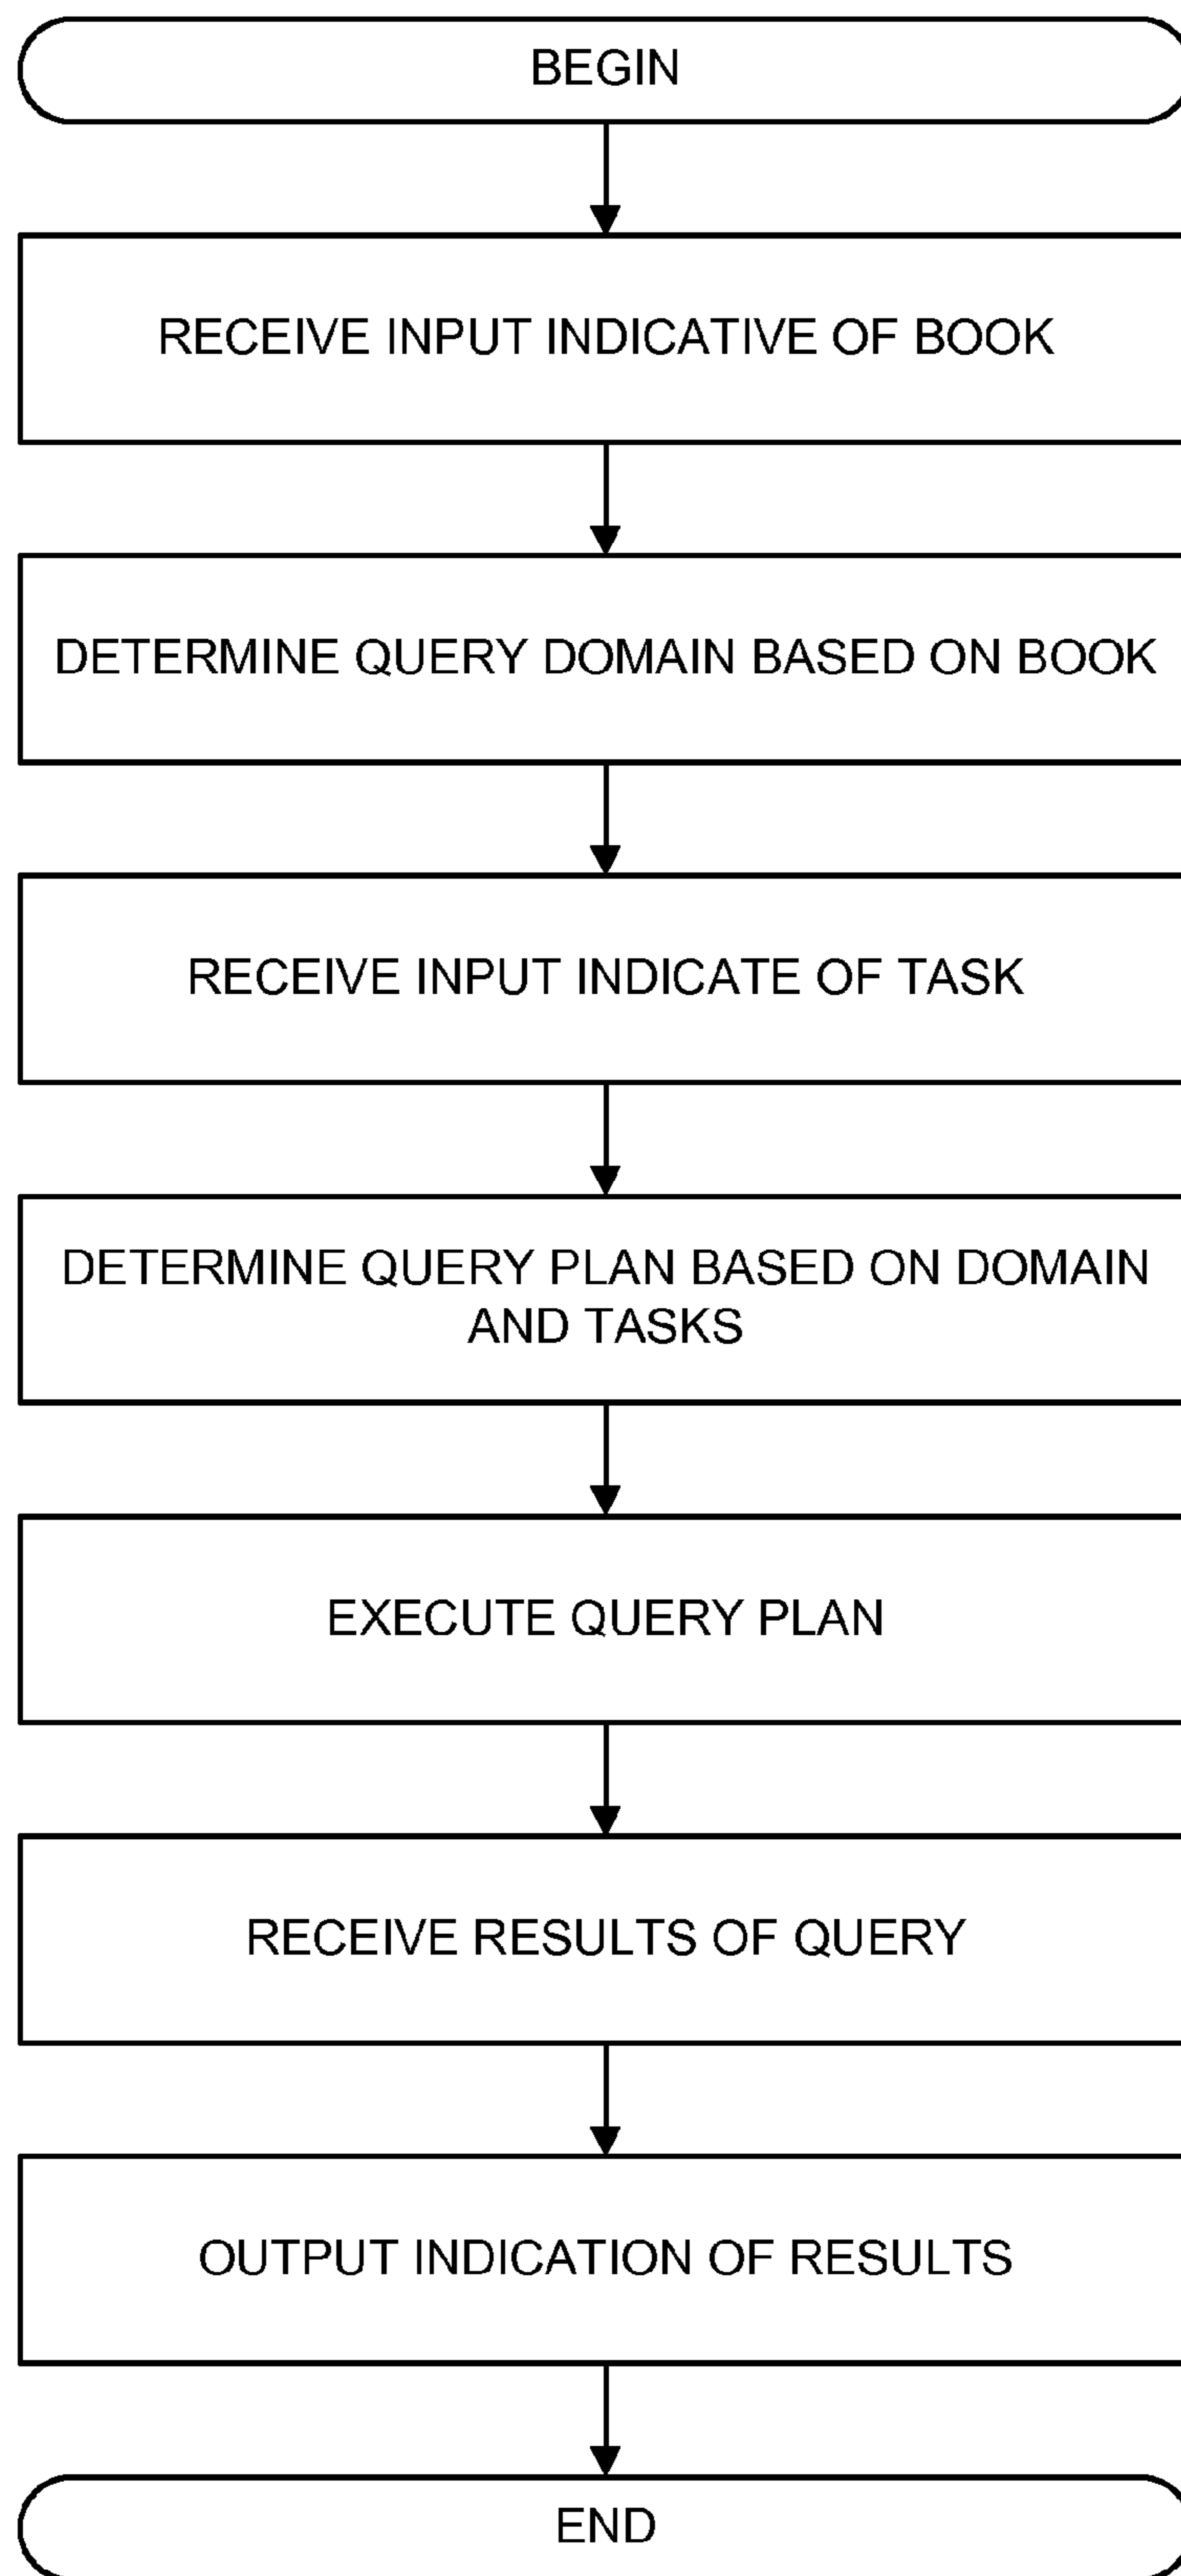 BEGIN
RECEIVE INPUT INDICATIVE OF BOOK
DETERMINE QUERY DOMAIN BASED ON BOOK
RECEIVE INPUT INDICATE OF TASK
DETERMINE QUERY PLAN BASED ON DOMAIN
AND TASKS
EXECUTE QUERY PLAN
RECEIVE RESULTS OF QUERY
OUTPUT INDICATION OF RESULTS
END